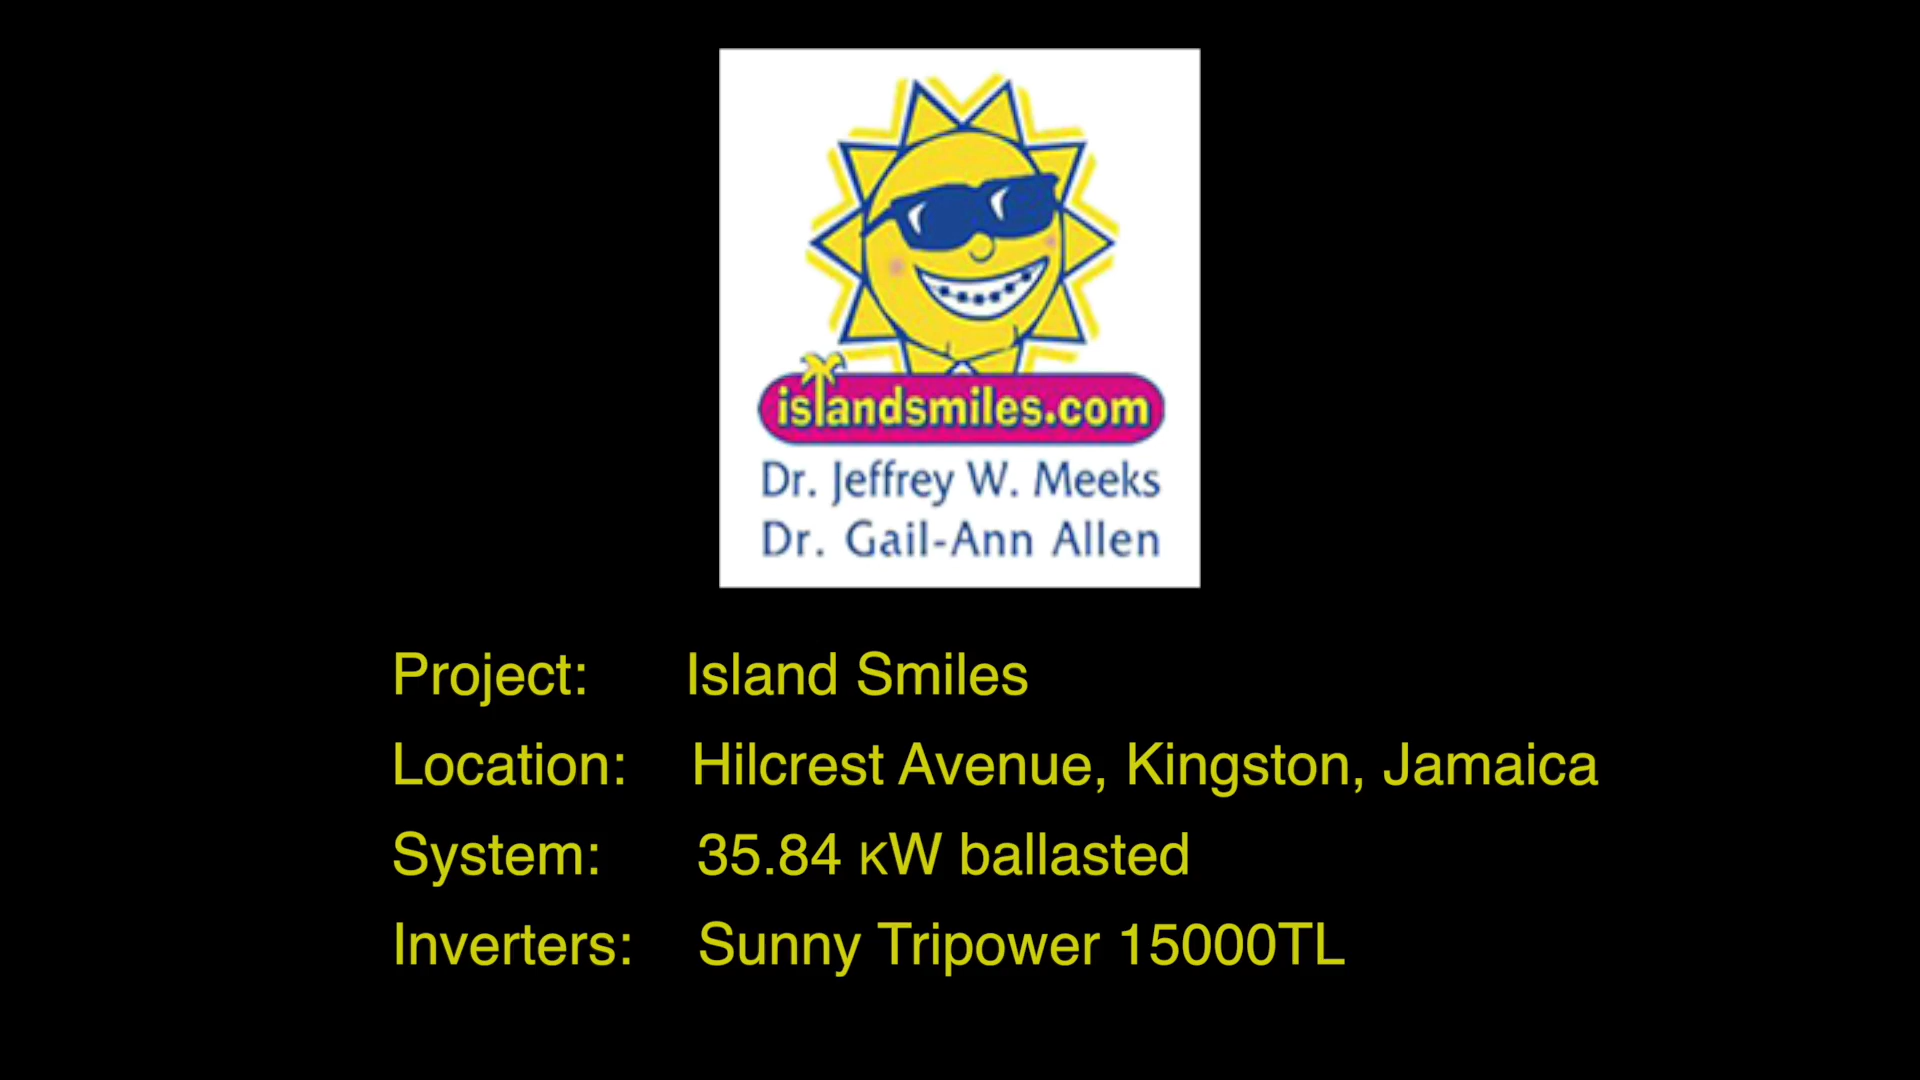 islandsmiles.com
Dr. Jeffrey W. Meeks
Dr. Gail-Ann Allen
Project: Island Smiles
Location: Hilcrest Avenue, Kingston, Jamaica
System: 35.84 ĸW ballasted
Inverters: Sunny Tripower 15000TL